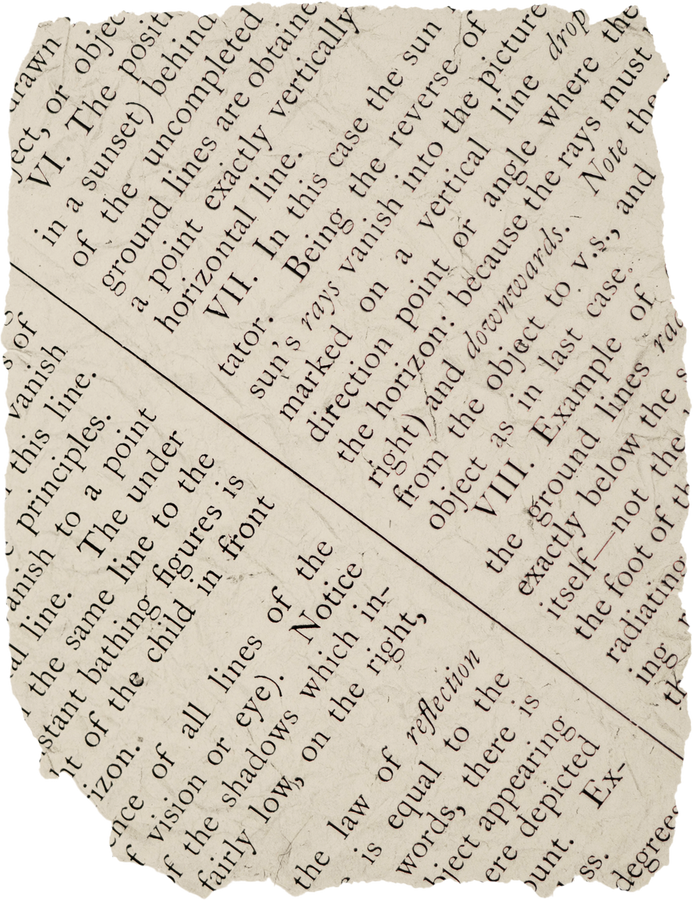 of
vanish
this line.
principles.
anish to a point
al line. The under
the same line to the
stant bathing figures is
t of the child in front
izon.
nce of all lines of the
f vision or eye). Notice
f the shadows which in-
fairly low, on the right,
the law of reflection
is equal to the
words, there is
bject appearing
ere depicted
unt. Ex-
ss.
degrees
rawn
ject, or objec
VI. The positi
in a sunset) behind
of the uncompleted
ground lines are obtaine
a point exactly vertically
horizontal line.
VII. In this case the sun
tator. Being the reverse of
sun's rays vanish into the picture
marked on a vertical line drop
direction point or angle where the
the horizon: because the rays must
right) and downwards. Note the
from the object to v.s., and
object as in last case.
VIII. Example of
the ground lines rad
exactly below the s
itself—not the
the foot of th
radiating
ing